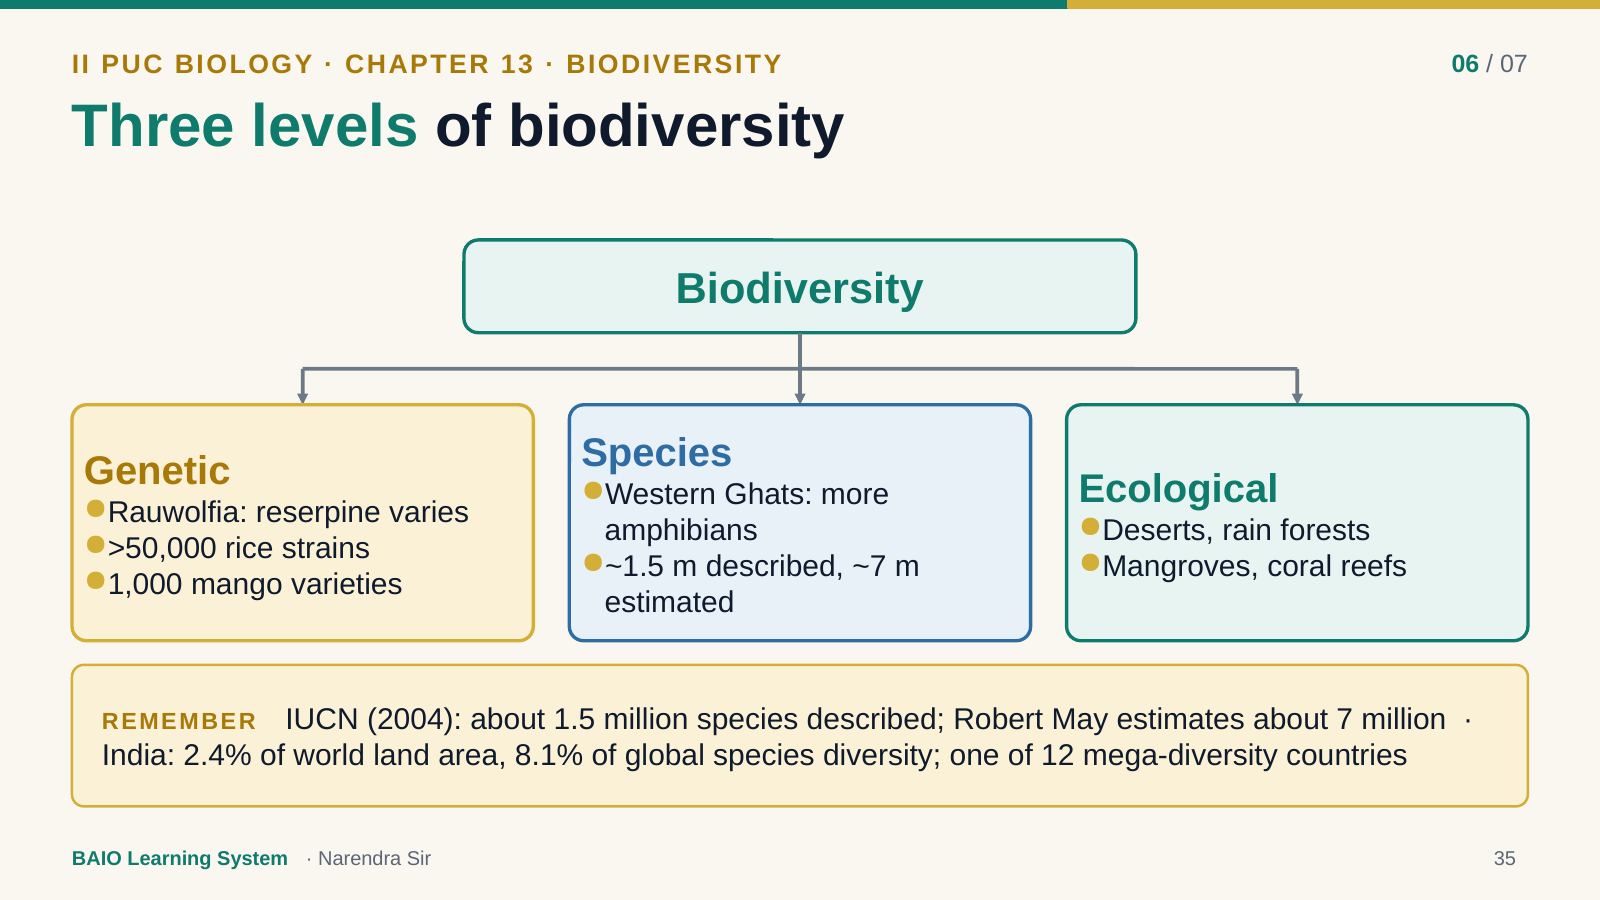 II PUC BIOLOGY · CHAPTER 13 · BIODIVERSITY
06 / 07
Three levels of biodiversity
Biodiversity
Genetic
●Rauwolfia: reserpine varies
●>50,000 rice strains
●1,000 mango varieties
Species
●Western Ghats: more
amphibians
●~1.5 m described, ~7 m
estimated
Ecological
●Deserts, rain forests
●Mangroves, coral reefs
REMEMBER IUCN (2004): about 1.5 million species described; Robert May estimates about 7 million ·
India: 2.4% of world land area, 8.1% of global species diversity; one of 12 mega-diversity countries
BAIO Learning System · Narendra Sir
35